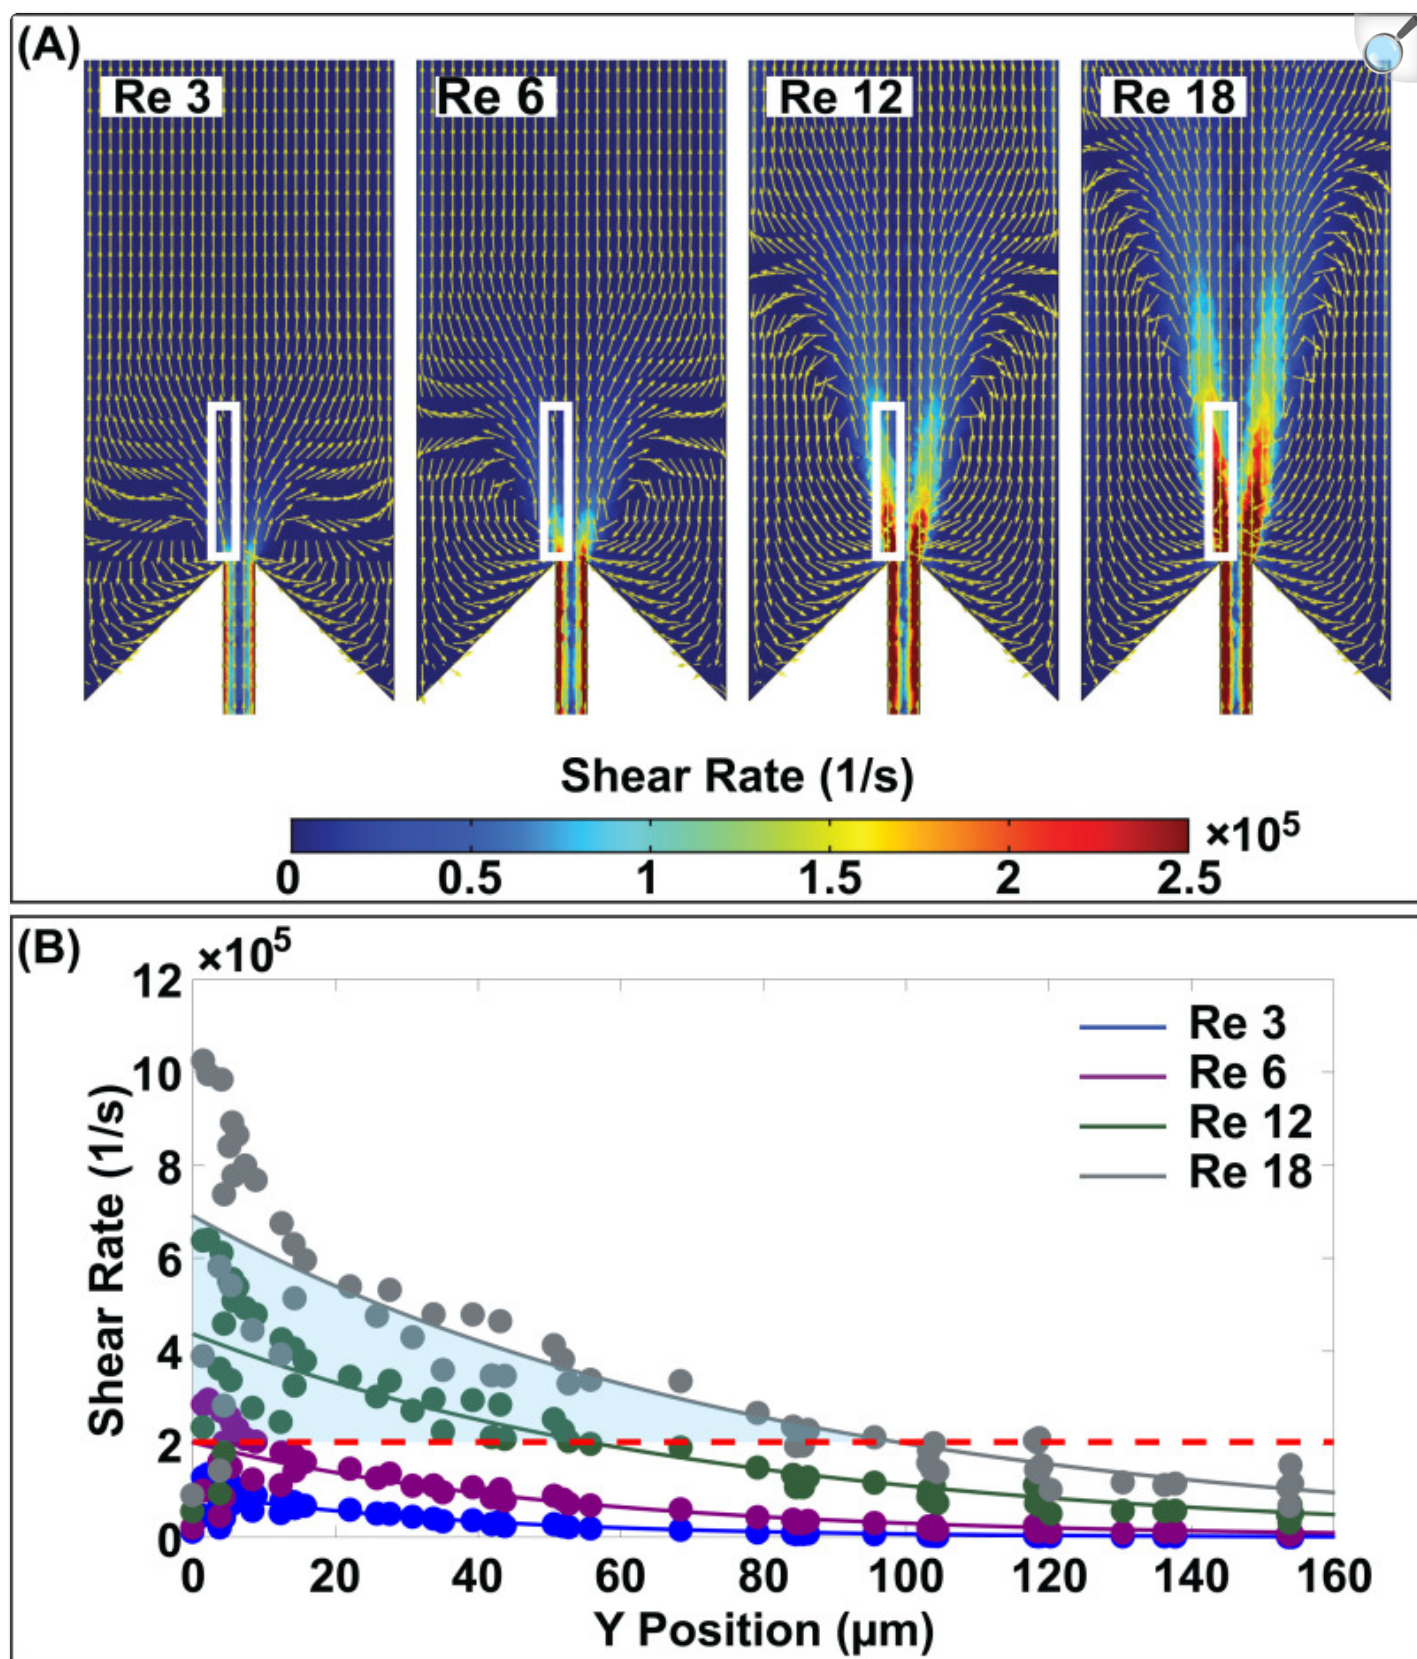 (A)
Re 3 Re 6 Re 12 Re 18
Shear Rate (1/s)
×10⁵
0 0.5 1 1.5 2 2.5
(B)
×10⁵
12
10
8
6
4
2
0
Shear Rate (1/s)
Re 3
Re 6
Re 12
Re 18
0 20 40 60 80 100 120 140 160
Y Position (µm)